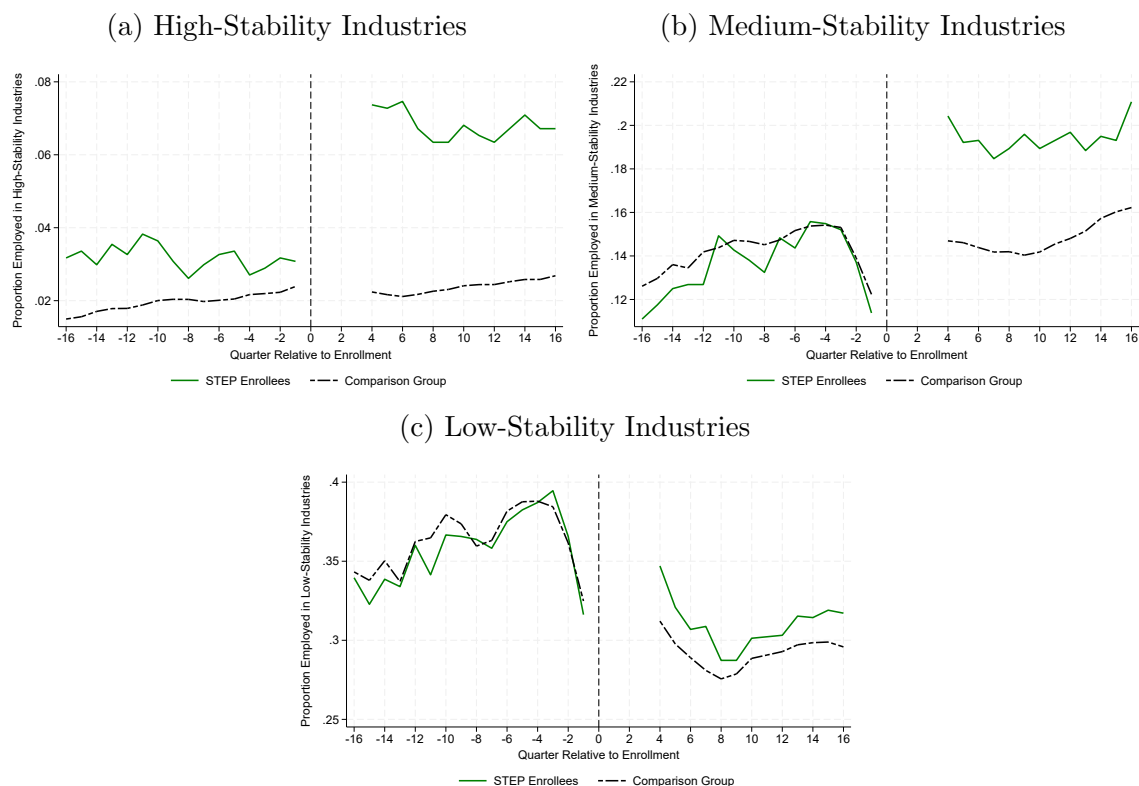 (a) High-Stability Industries
Proportion Employed in High-Stability Industries
.08
.06
.04
.02
-16 -14 -12 -10 -8 -6 -4 -2 0 2 4 6 8 10 12 14 16
Quarter Relative to Enrollment
STEP Enrollees Comparison Group
(b) Medium-Stability Industries
Proportion Employed in Medium-Stability Industries
.22
.2
.18
.16
.14
.12
-16 -14 -12 -10 -8 -6 -4 -2 0 2 4 6 8 10 12 14 16
Quarter Relative to Enrollment
STEP Enrollees Comparison Group
(c) Low-Stability Industries
Proportion Employed in Low-Stability Industries
.4
.35
.3
.25
-16 -14 -12 -10 -8 -6 -4 -2 0 2 4 6 8 10 12 14 16
Quarter Relative to Enrollment
STEP Enrollees Comparison Group